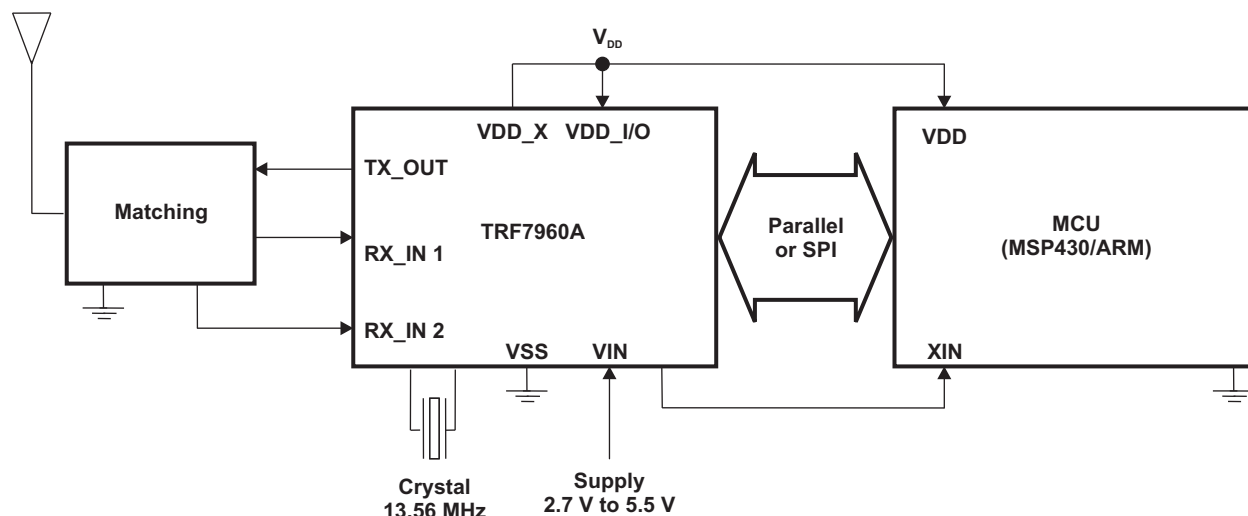 VDD
VDD_X VDD_I/O
VDD
TX_OUT
Matching
TRF7960A
Parallel
or SPI
MCU
(MSP430/ARM)
RX_IN 1
RX_IN 2
VSS VIN
XIN
Crystal
13.56 MHz
Supply
2.7 V to 5.5 V